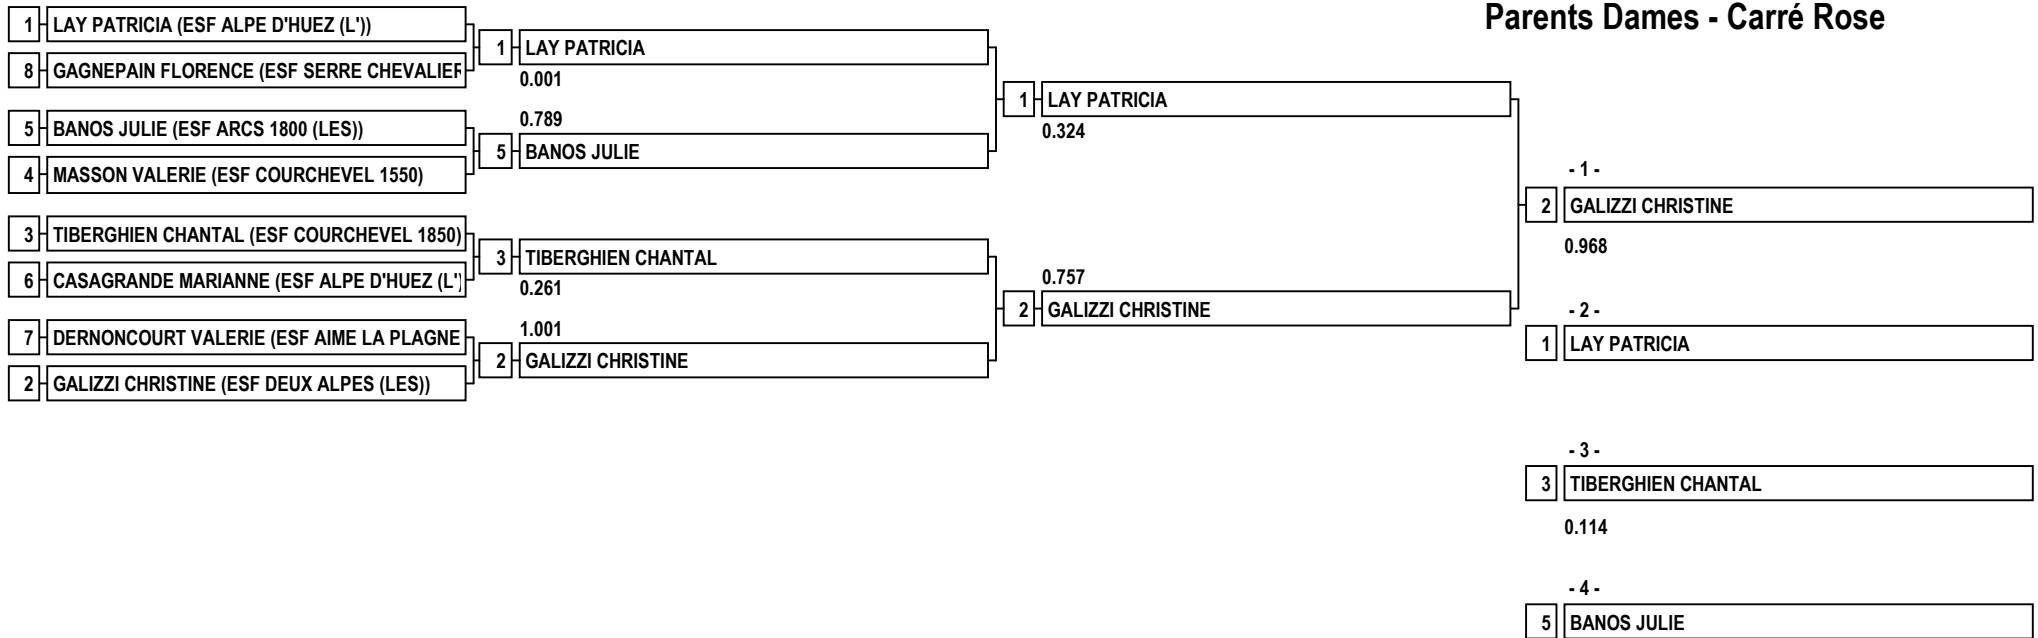 Parents Dames - Carré Rose
1 LAY PATRICIA (ESF ALPE D'HUEZ (L'))
8 GAGNEPAIN FLORENCE (ESF SERRE CHEVALIER
5 BANOS JULIE (ESF ARCS 1800 (LES))
4 MASSON VALERIE (ESF COURCHEVEL 1550)
3 TIBERGHIEN CHANTAL (ESF COURCHEVEL 1850)
6 CASAGRANDE MARIANNE (ESF ALPE D'HUEZ (L')
7 DERNONCOURT VALERIE (ESF AIME LA PLAGNE
2 GALIZZI CHRISTINE (ESF DEUX ALPES (LES))
1 LAY PATRICIA
0.001
0.789
5 BANOS JULIE
3 TIBERGHIEN CHANTAL
0.261
1.001
2 GALIZZI CHRISTINE
1 LAY PATRICIA
0.324
0.757
2 GALIZZI CHRISTINE
- 1 -
2 GALIZZI CHRISTINE
0.968
- 2 -
1 LAY PATRICIA
- 3 -
3 TIBERGHIEN CHANTAL
0.114
- 4 -
5 BANOS JULIE